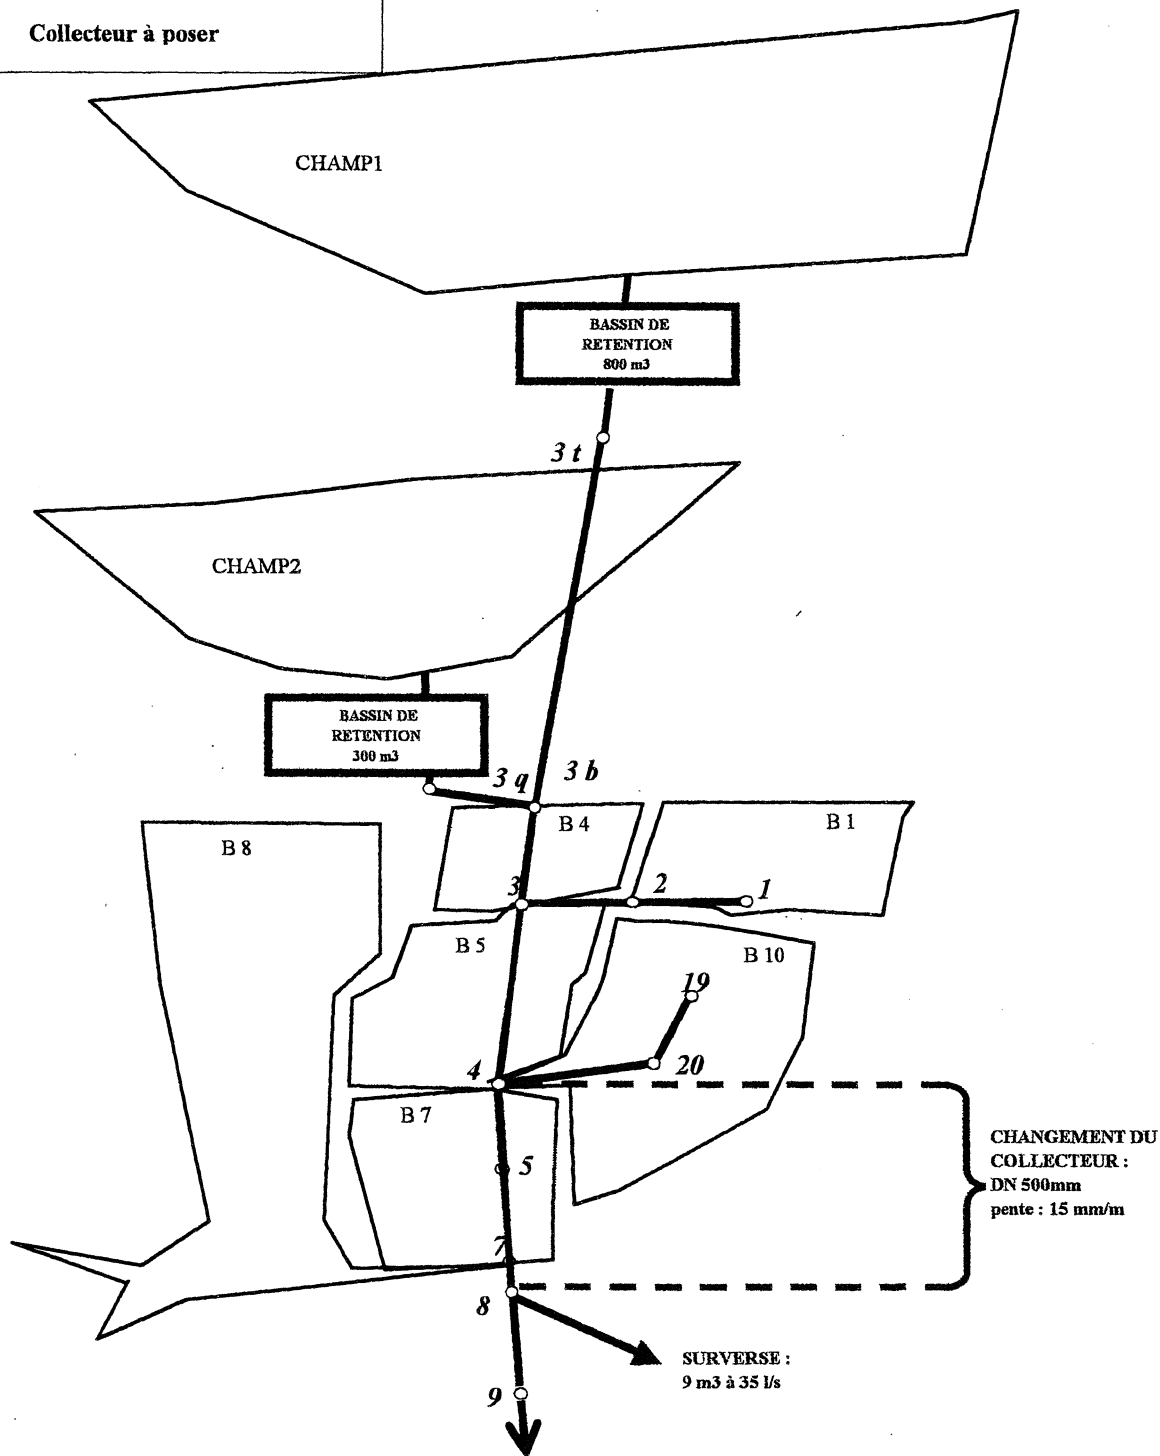 Collecteur à poser
CHAMP1
BASSIN DE
RETENTION
800 m3
3 t
CHAMP2
BASSIN DE
RETENTION
300 m3
3 q
3 b
B 4
B 1
B 8
3
2
1
B 5
B 10
19
4
20
B 7
5
CHANGEMENT DU
COLLECTEUR :
DN 500mm
pente : 15 mm/m
7
8
SURVERSE :
9 m3 à 35 l/s
9